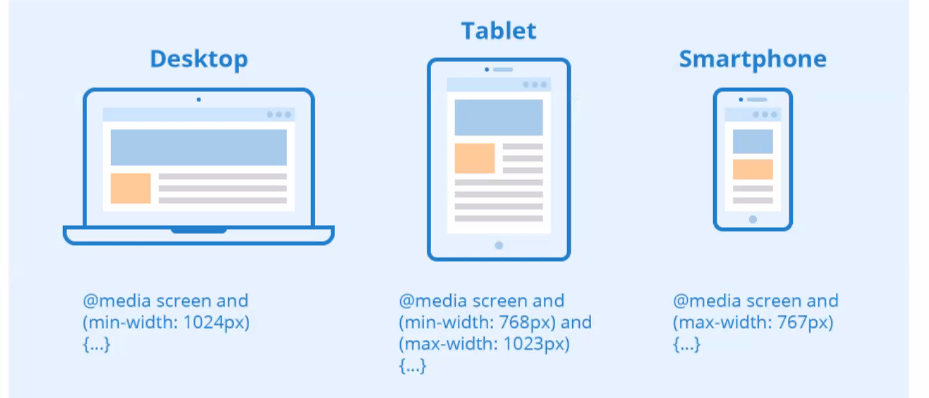 Desktop
@media screen and
(min-width: 1024px)
{...}
Tablet
@media screen and
(min-width: 768px) and
(max-width: 1023px)
{...}
Smartphone
@media screen and
(max-width: 767px)
{...}